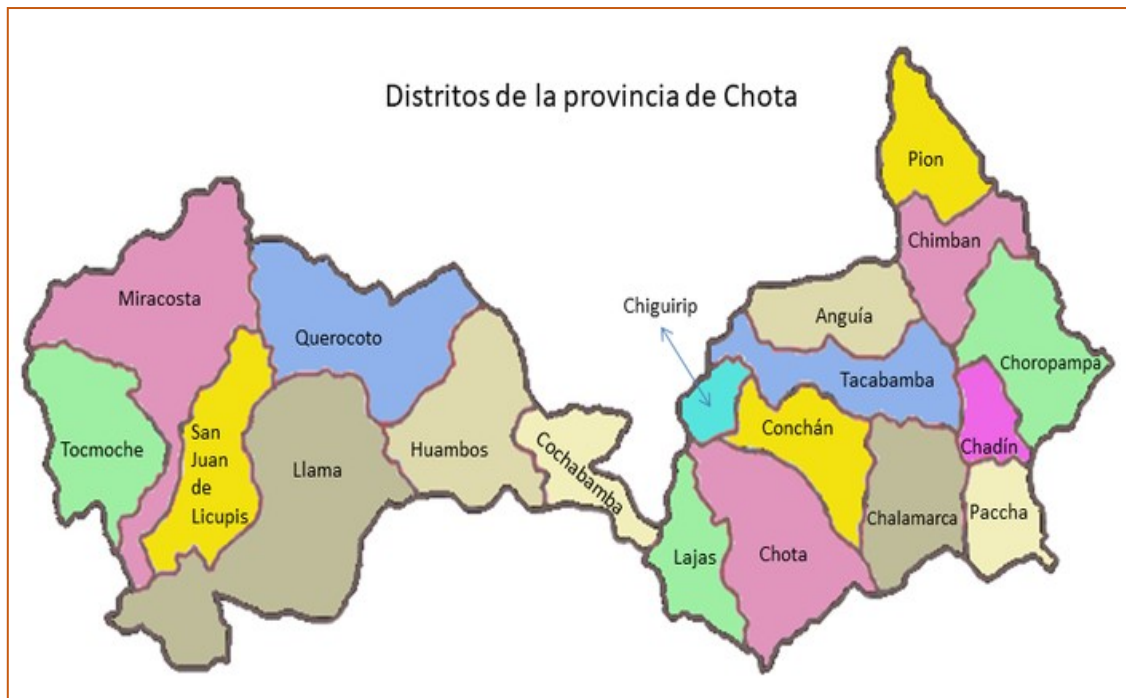 Distritos de la provincia de Chota
Pion
Chimban
Miracosta
Chiguirip
Anguía
Querocoto
Choropampa
Tacabamba
Tocmoche
San
Juan
de
Licupis
Llama
Huambos
Cochabamba
Conchán
Chadín
Chalamarca
Paccha
Lajas
Chota